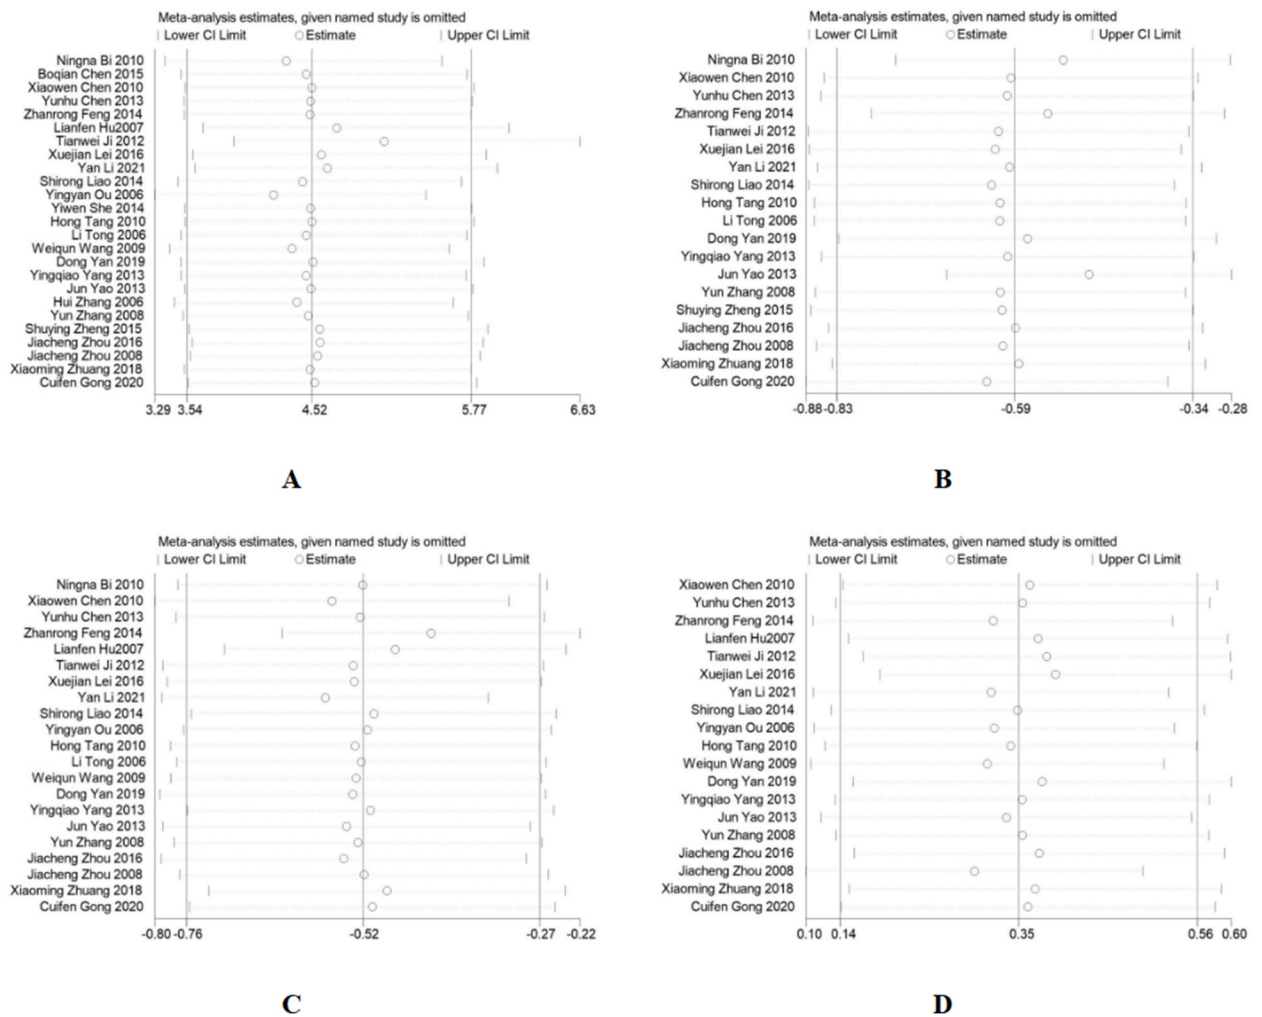 Meta-analysis estimates, given named study is omitted
Lower CI Limit Estimate Upper CI Limit
Ningna Bi 2010
Boqian Chen 2015
Xiaowen Chen 2010
Yunhu Chen 2013
Zhanrong Feng 2014
Lianfen Hu2007
Tianwei Ji 2012
Xuejian Lei 2016
Yan Li 2021
Shirong Liao 2014
Yingyan Ou 2006
Yiwen She 2014
Hong Tang 2010
Li Tong 2006
Weiqun Wang 2009
Dong Yan 2019
Yingqiao Yang 2013
Jun Yao 2013
Hui Zhang 2006
Yun Zhang 2008
Shuying Zheng 2015
Jiacheng Zhou 2016
Jiacheng Zhou 2008
Xiaoming Zhuang 2018
Cuifen Gong 2020
3.29 3.54 4.52 5.77 6.63
A
Meta-analysis estimates, given named study is omitted
Lower CI Limit Estimate Upper CI Limit
Ningna Bi 2010
Xiaowen Chen 2010
Yunhu Chen 2013
Zhanrong Feng 2014
Tianwei Ji 2012
Xuejian Lei 2016
Yan Li 2021
Shirong Liao 2014
Hong Tang 2010
Li Tong 2006
Dong Yan 2019
Yingqiao Yang 2013
Jun Yao 2013
Yun Zhang 2008
Shuying Zheng 2015
Jiacheng Zhou 2016
Jiacheng Zhou 2008
Xiaoming Zhuang 2018
Cuifen Gong 2020
-0.88 -0.83 -0.59 -0.34 -0.28
B
Meta-analysis estimates, given named study is omitted
Lower CI Limit Estimate Upper CI Limit
Ningna Bi 2010
Xiaowen Chen 2010
Yunhu Chen 2013
Zhanrong Feng 2014
Lianfen Hu2007
Tianwei Ji 2012
Xuejian Lei 2016
Yan Li 2021
Shirong Liao 2014
Yingyan Ou 2006
Hong Tang 2010
Li Tong 2006
Weiqun Wang 2009
Dong Yan 2019
Yingqiao Yang 2013
Jun Yao 2013
Yun Zhang 2008
Jiacheng Zhou 2016
Jiacheng Zhou 2008
Xiaoming Zhuang 2018
Cuifen Gong 2020
-0.80 -0.76 -0.52 -0.27 -0.22
C
Meta-analysis estimates, given named study is omitted
Lower CI Limit Estimate Upper CI Limit
Xiaowen Chen 2010
Yunhu Chen 2013
Zhanrong Feng 2014
Lianfen Hu2007
Tianwei Ji 2012
Xuejian Lei 2016
Yan Li 2021
Shirong Liao 2014
Yingyan Ou 2006
Hong Tang 2010
Weiqun Wang 2009
Dong Yan 2019
Yingqiao Yang 2013
Jun Yao 2013
Yun Zhang 2008
Jiacheng Zhou 2016
Jiacheng Zhou 2008
Xiaoming Zhuang 2018
Cuifen Gong 2020
0.10 0.14 0.35 0.56 0.60
D